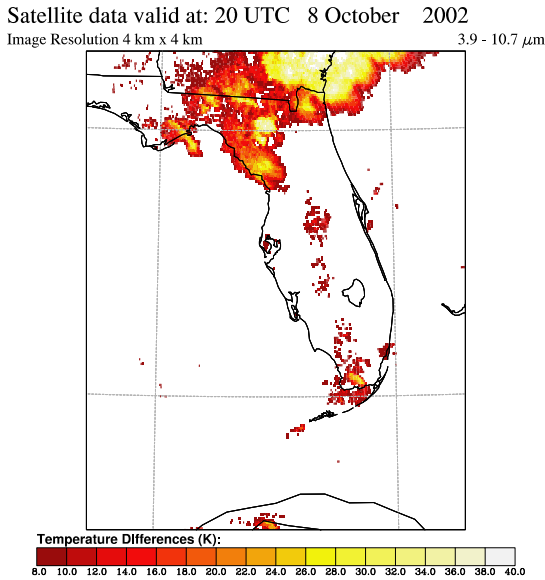 Satellite data valid at: 20 UTC 8 October 2002
Image Resolution 4 km x 4 km 3.9 - 10.7 μm
Temperature DIfferences (K):
8.0 10.0 12.0 14.0 16.0 18.0 20.0 22.0 24.0 26.0 28.0 30.0 32.0 34.0 36.0 38.0 40.0